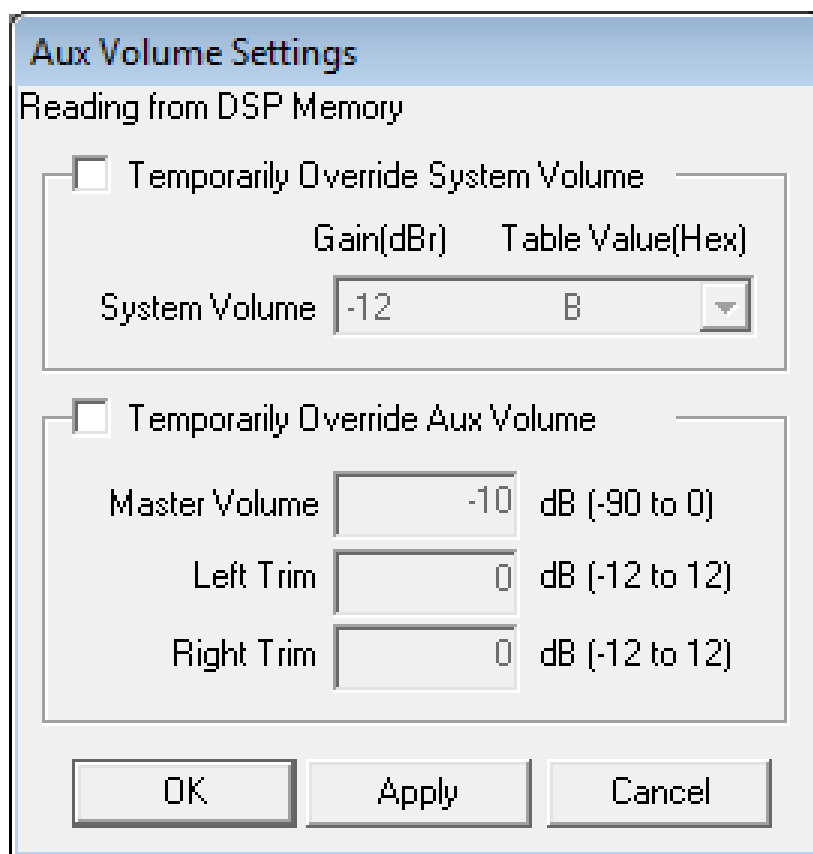 Aux Volume Settings
Reading from DSP Memory
Temporarily Override System Volume
Gain(dBr) Table Value(Hex)
System Volume -12 B
Temporarily Override Aux Volume
Master Volume -10 dB (-90 to 0)
Left Trim 0 dB (-12 to 12)
Right Trim 0 dB (-12 to 12)
OK Apply Cancel